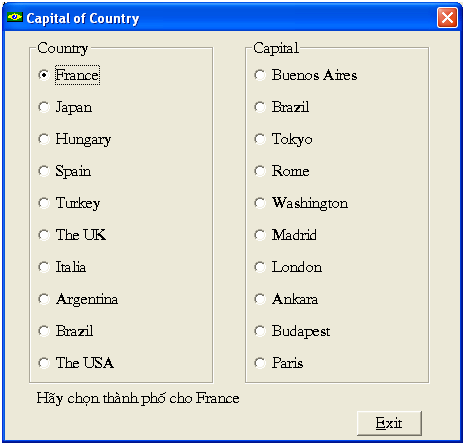 Capital of Country
Country
France
Japan
Hungary
Spain
Turkey
The UK
Italia
Argentina
Brazil
The USA
Capital
Buenos Aires
Brazil
Tokyo
Rome
Washington
Madrid
London
Ankara
Budapest
Paris
Hãy chọn thành phố cho France
Exit